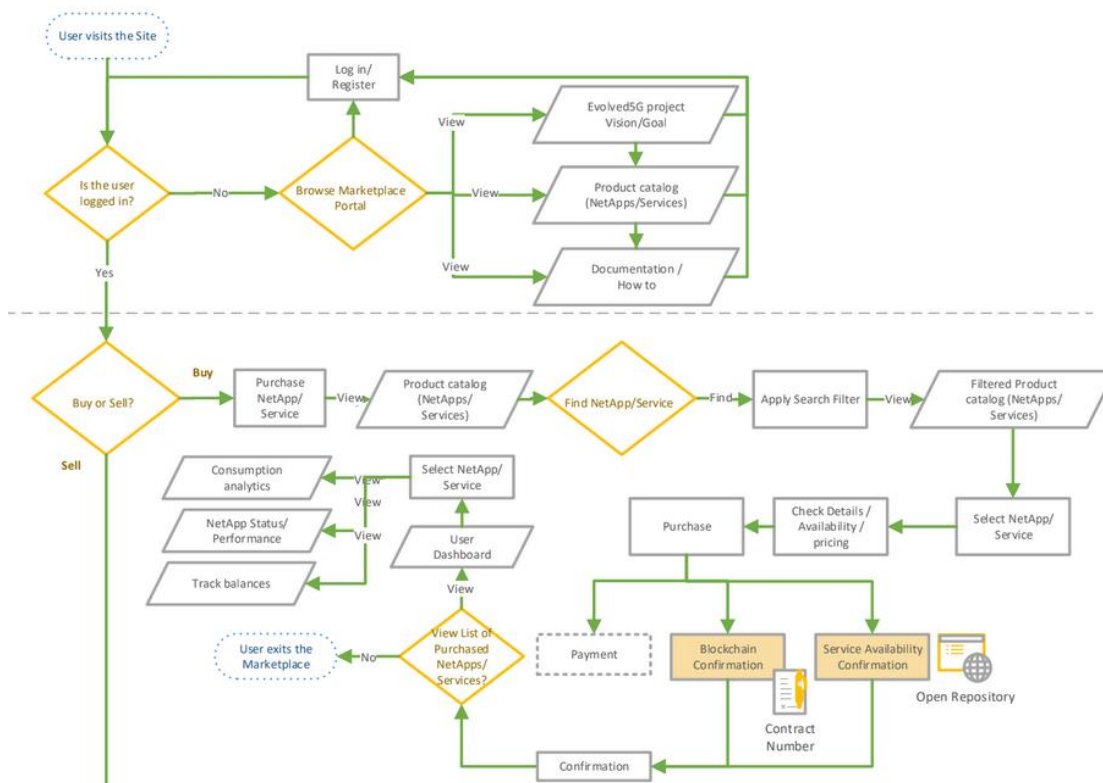 User visits the Site
Log in/
Register
View
Evolved5G project
Vision/Goal
Is the user
logged in?
No
Browse Marketplace
Portal
View
Product catalog
(NetApps/Services)
View
Documentation /
How to
Yes
Buy or Sell?
Buy
Purchase
NetApp/
Service
View
Product catalog
(NetApps/
Services)
Find NetApp/Service
Find
Apply Search Filter
View
Filtered Product
catalog (NetApps/
Services)
Sell
Consumption
analytics
View
View
View
Select NetApp/
Service
NetApp Status/
Performance
User
Dashboard
Track balances
View
Purchase
Check Details /
Availability /
pricing
Select NetApp/
Service
User exits the
Marketplace
No
View List of
Purchased
NetApps/
Services?
Payment
Blockchain
Confirmation
Service Availability
Confirmation
Open Repository
Contract
Number
Confirmation